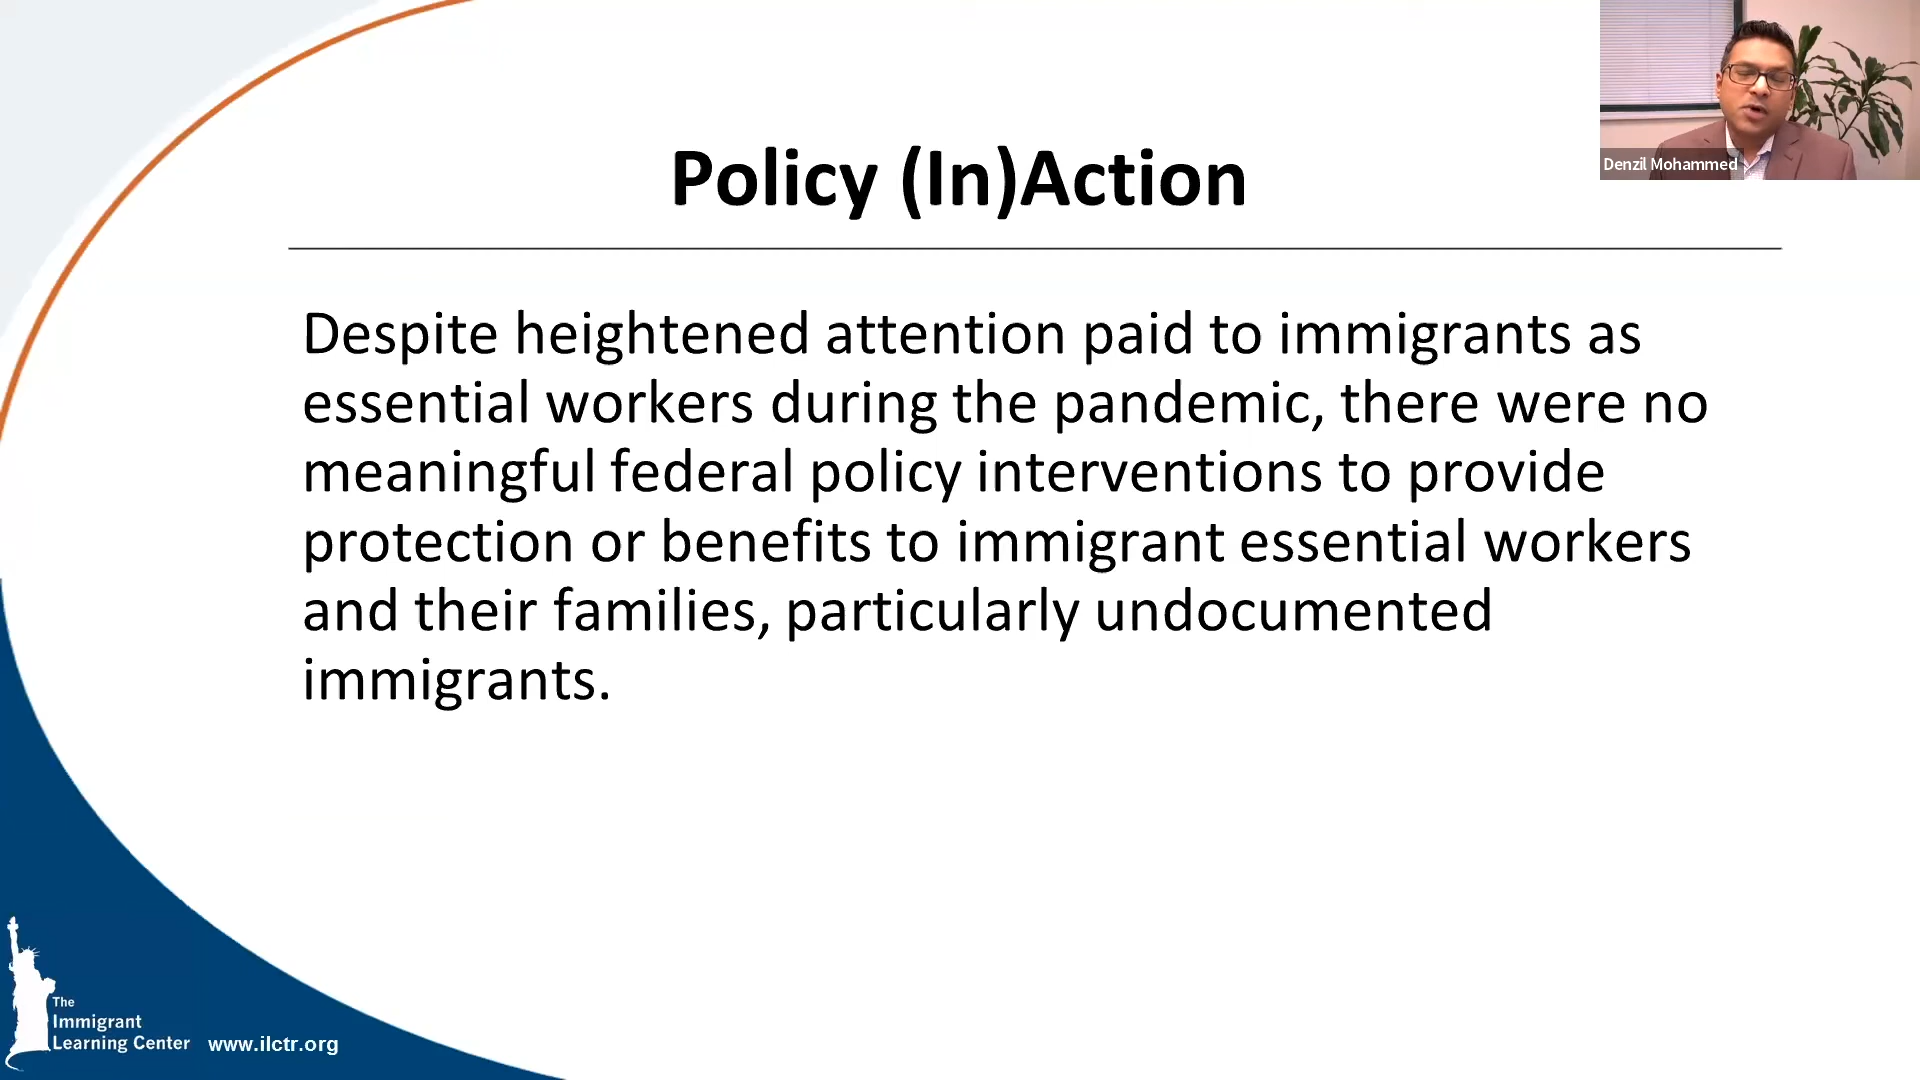 Denzil Mohammed
Policy (In)Action
Despite heightened attention paid to immigrants as
essential workers during the pandemic, there were no
meaningful federal policy interventions to provide
protection or benefits to immigrant essential workers
and their families, particularly undocumented
immigrants.
The
Immigrant
Learning Center
www.ilctr.org